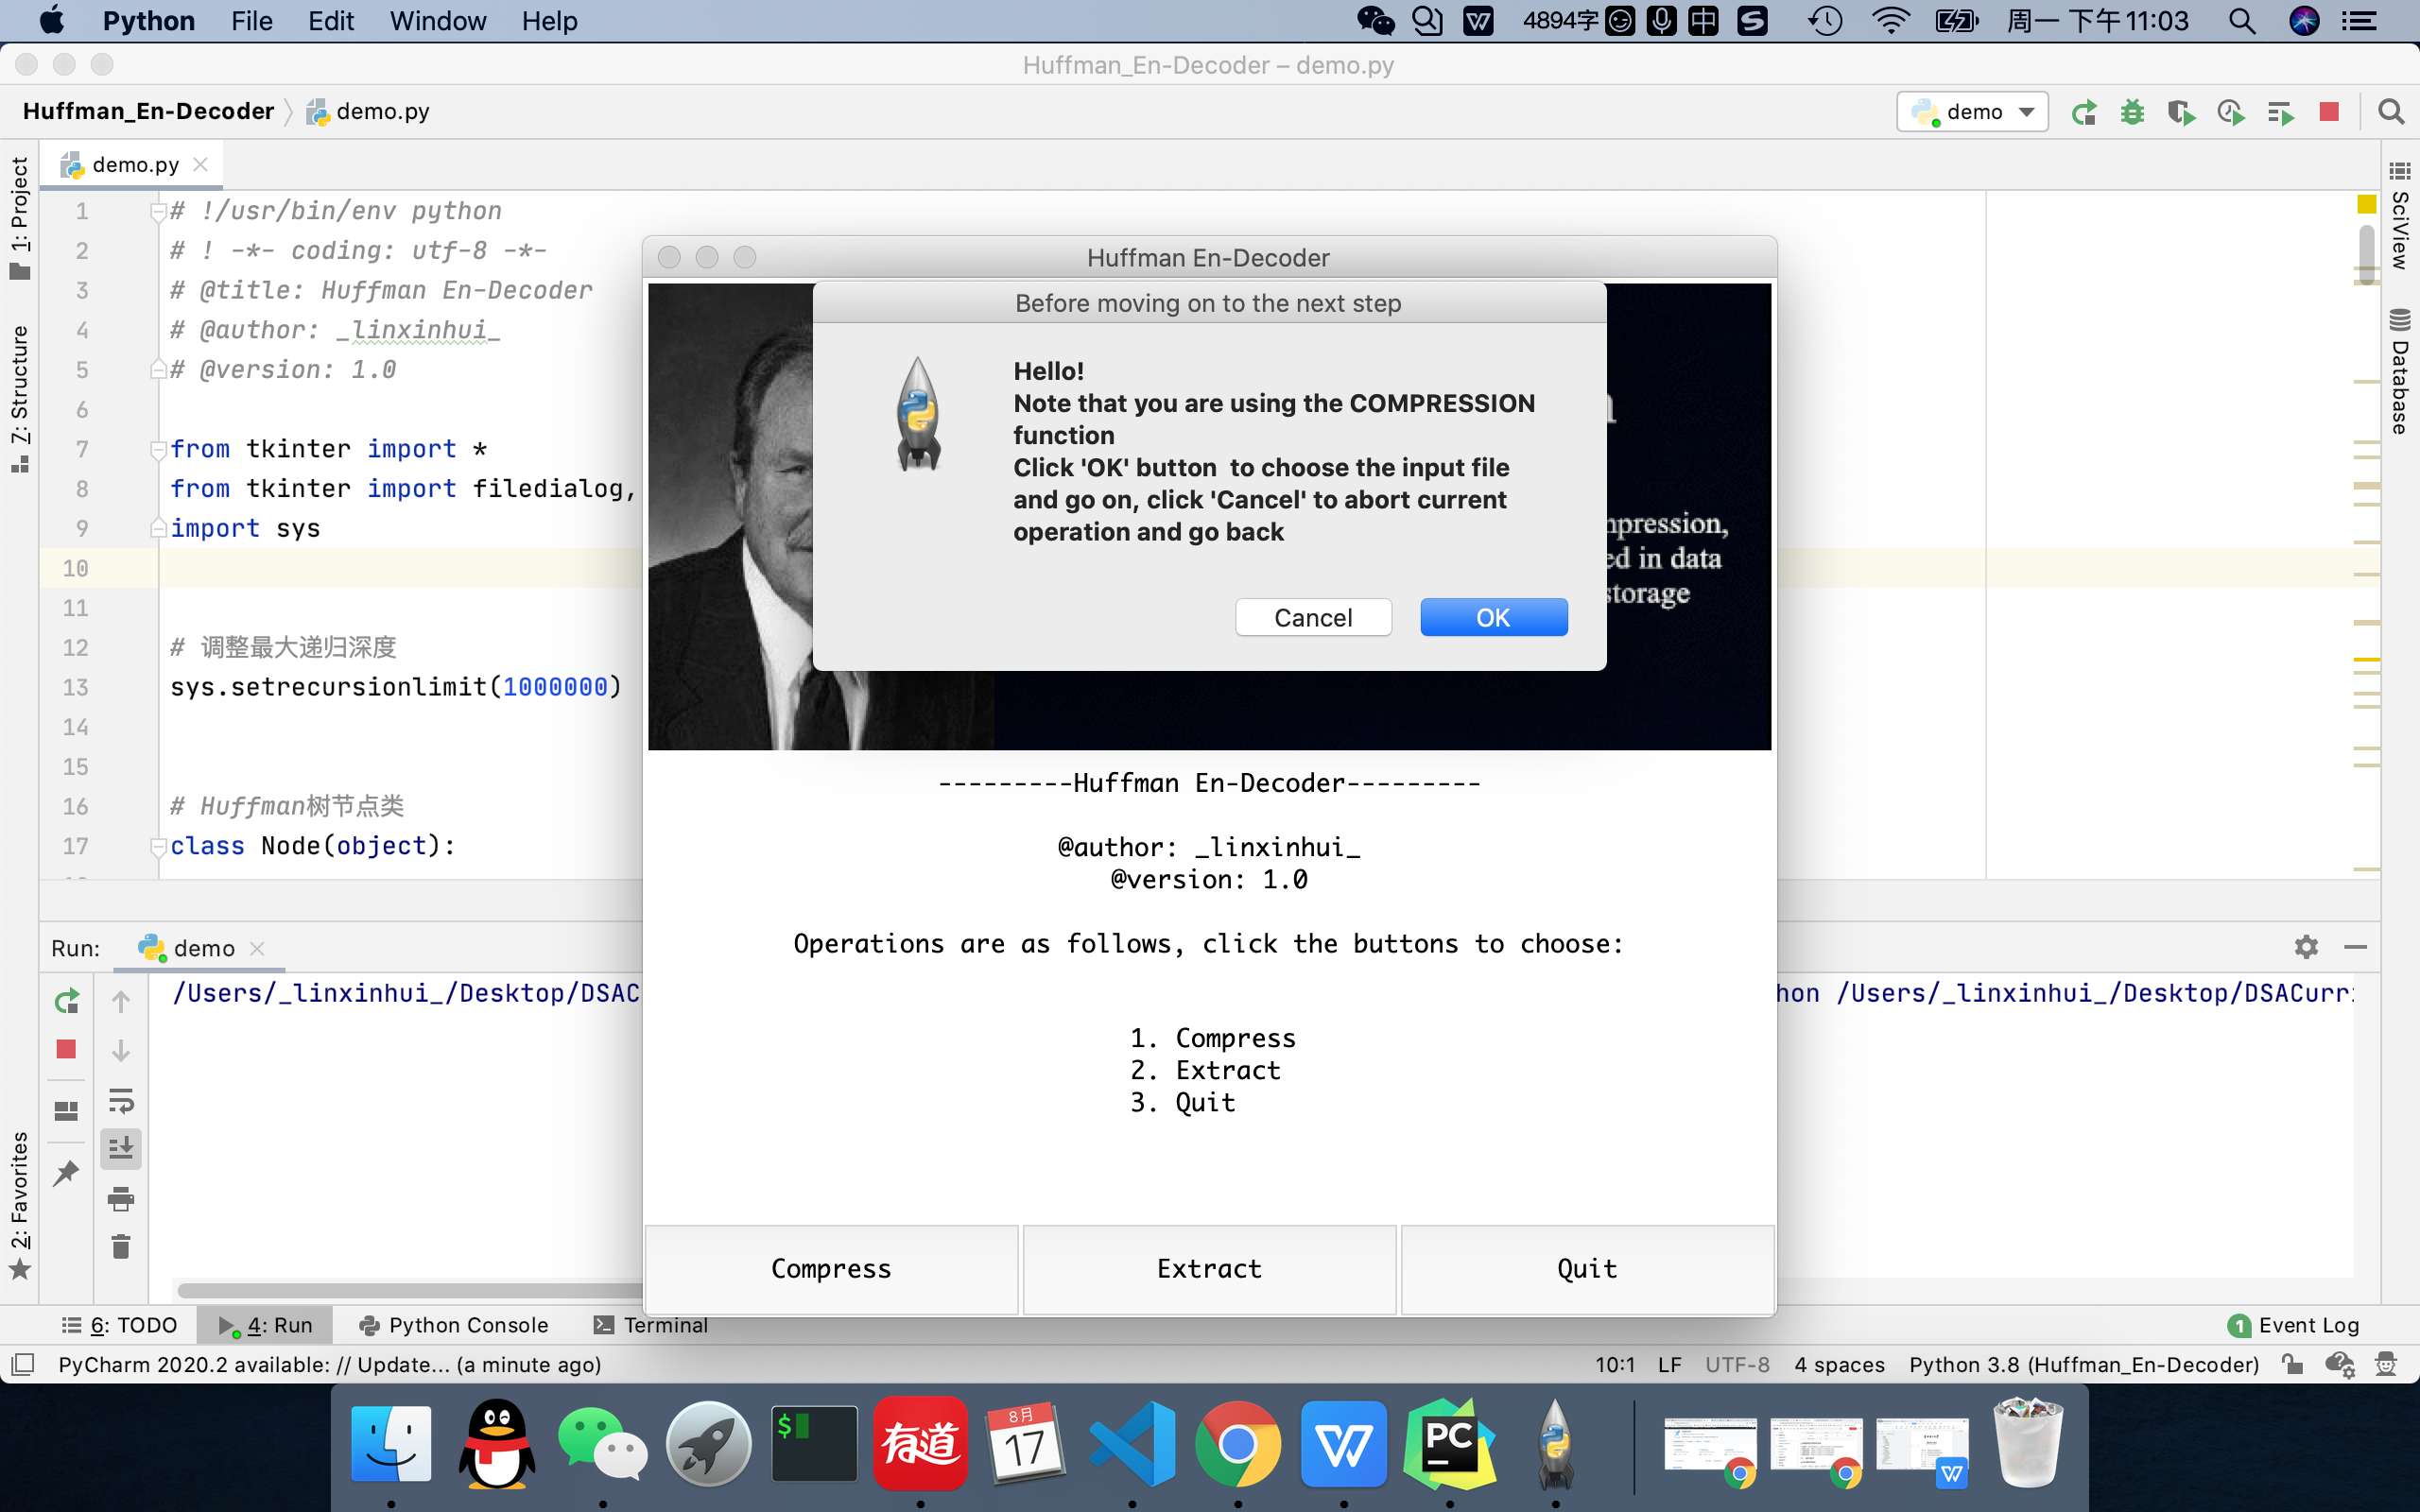 Python File Edit Window Help 4894字 中 周一 下午11:03
Huffman_En-Decoder – demo.py
Huffman_En-Decoder demo.py demo
demo.py
1: Project
7: Structure
2: Favorites
SciView
Database
1 # !/usr/bin/env python
2 # ! -*- coding: utf-8 -*-
3 # @title: Huffman En-Decoder
4 # @author: _linxinhui_
5 # @version: 1.0
6
7 from tkinter import *
8 from tkinter import filedialog,
9 import sys
10
11
12 # 调整最大递归深度
13 sys.setrecursionlimit(1000000)
14
15
16 # Huffman树节点类
17 class Node(object):
Huffman En-Decoder
Before moving on to the next step
Hello!
Note that you are using the COMPRESSION
function
Click 'OK' button  to choose the input file
and go on, click 'Cancel' to abort current
operation and go back
Cancel OK
ed in data
storage
---------Huffman En-Decoder---------
@author: _linxinhui_
@version: 1.0
Operations are as follows, click the buttons to choose:
1. Compress
2. Extract
3. Quit
Compress Extract Quit
Run: demo
/Users/_linxinhui_/Desktop/DSAC
hon /Users/_linxinhui_/Desktop/DSACurr
6: TODO 4: Run Python Console Terminal 1 Event Log
PyCharm 2020.2 available: // Update... (a minute ago) 10:1 LF UTF-8 4 spaces Python 3.8 (Huffman_En-Decoder)
$ 有道 8月 17 PC